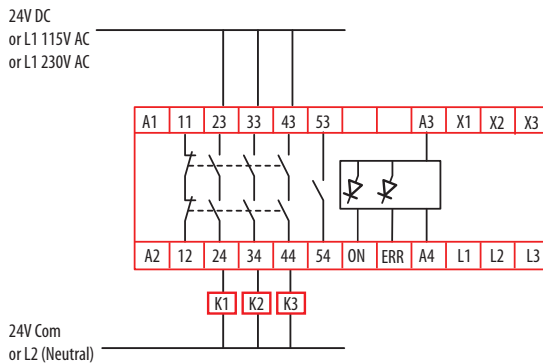 24V DC
or L1 115V AC
or L1 230V AC
A1 11 23 33 43 53 A3 X1 X2 X3
A2 12 24 34 44 54 ON ERR A4 L1 L2 L3
K1 K2 K3
24V Com
or L2 (Neutral)